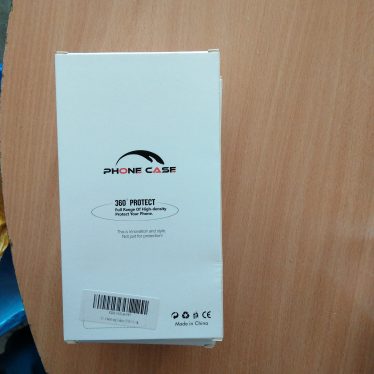 PHONE CASE
360° PROTECT
Full Range Of High-density
Protect Your Phone.
This is innovation and style,
Not just for protection!
CE
Made in China